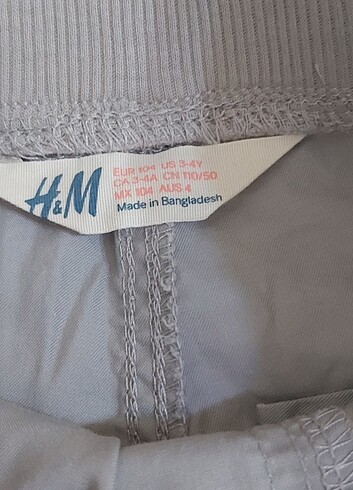 H&M
EUR 104 US 3-4Y
CA 3-4A CN 110/50
MX 104 AUS 4
Made in Bangladesh